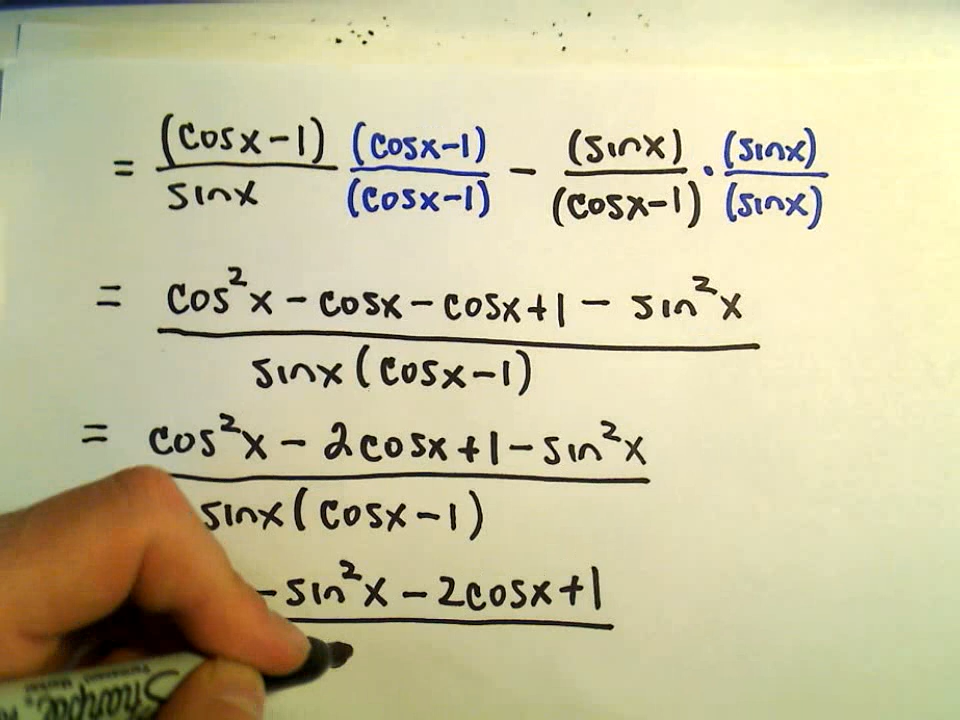 = (cosx-1)/sinx (cosx-1)/(cosx-1) - (sinx)/(cosx-1) · (sinx)/(sinx)
= cos²x - cosx - cosx+1 - sin²x
sinx(cosx-1)
= cos²x - 2cosx+1 - sin²x
sinx(cosx-1)
- sin²x - 2cosx+1
Sharpie